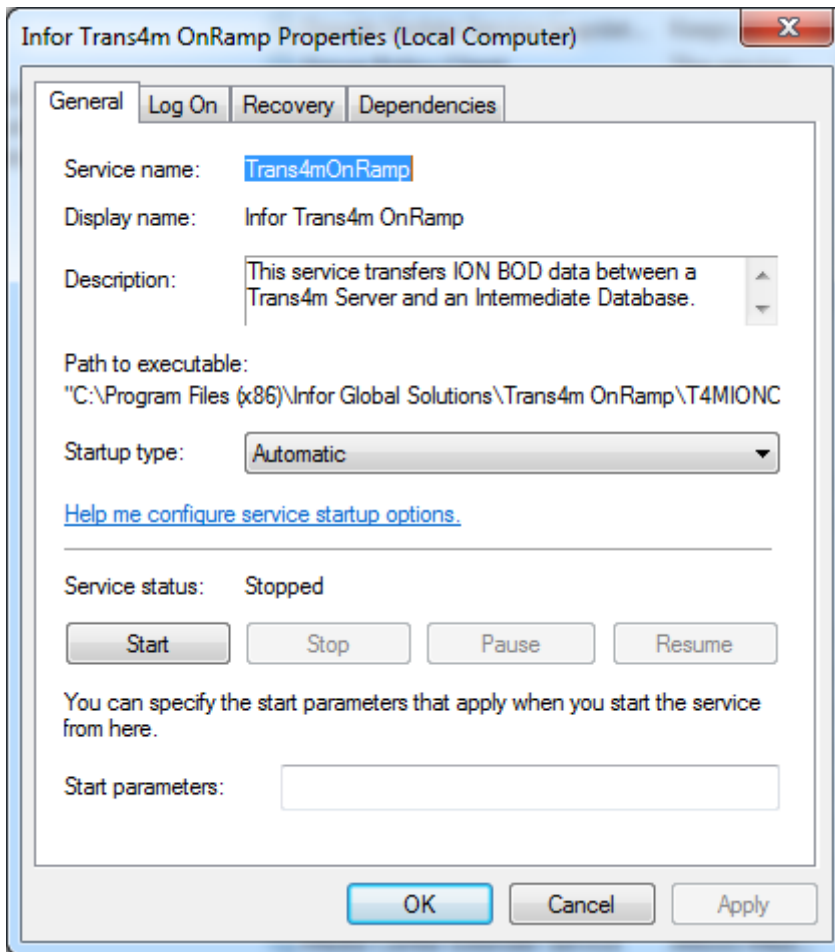 Infor Trans4m OnRamp Properties (Local Computer)
General
Log On
Recovery
Dependencies
Service name:
Trans4mOnRamp
Display name:
Infor Trans4m OnRamp
Description:
This service transfers ION BOD data between a
Trans4m Server and an Intermediate Database.
Path to executable:
"C:\Program Files (x86)\Infor Global Solutions\Trans4m OnRamp\T4MIONC
Startup type:
Automatic
Help me configure service startup options.
Service status:
Stopped
Start
Stop
Pause
Resume
You can specify the start parameters that apply when you start the service
from here.
Start parameters:
OK
Cancel
Apply